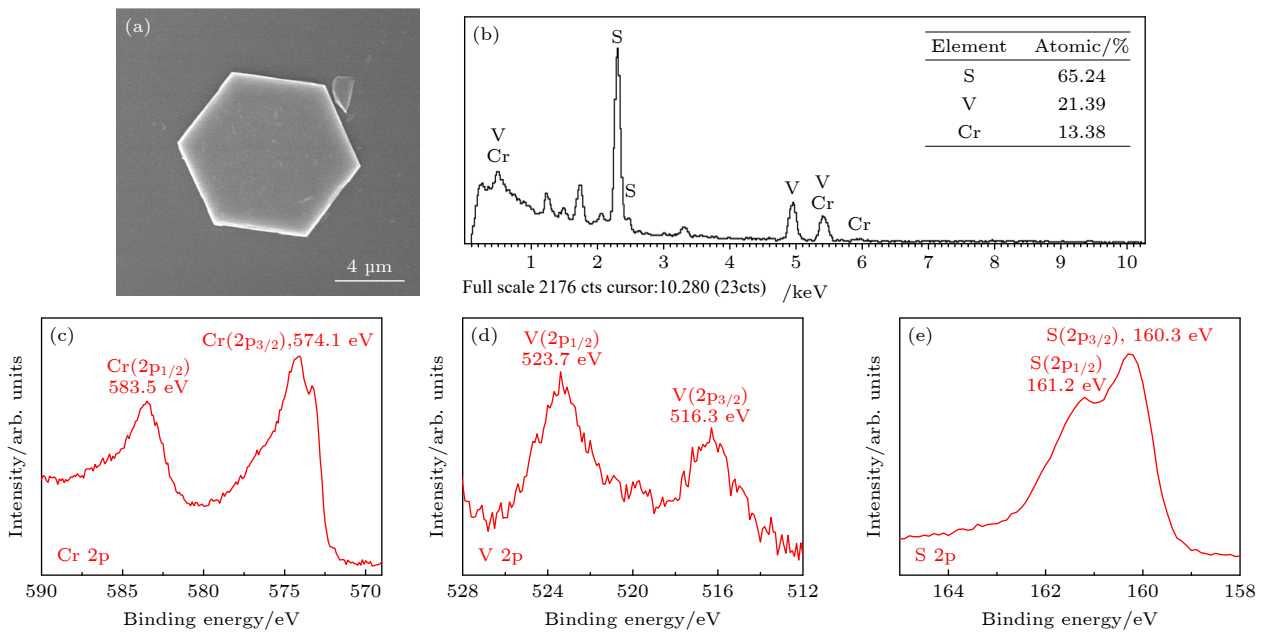 (a)
4 µm
(b)
S
V
Cr
S
V
V
Cr
Cr
Element Atomic/%
S 65.24
V 21.39
Cr 13.38
1 2 3 4 5 6 7 8 9 10
Full scale 2176 cts cursor:10.280 (23cts) /keV
(c)
Cr(2p3/2),574.1 eV
Cr(2p1/2)
583.5 eV
Cr 2p
Intensity/arb. units
590 585 580 575 570
Binding energy/eV
(d)
V(2p1/2)
523.7 eV
V(2p3/2)
516.3 eV
V 2p
Intensity/arb. units
528 524 520 516 512
Binding energy/eV
(e)
S(2p3/2), 160.3 eV
S(2p1/2)
161.2 eV
S 2p
Intensity/arb. units
164 162 160 158
Binding energy/eV